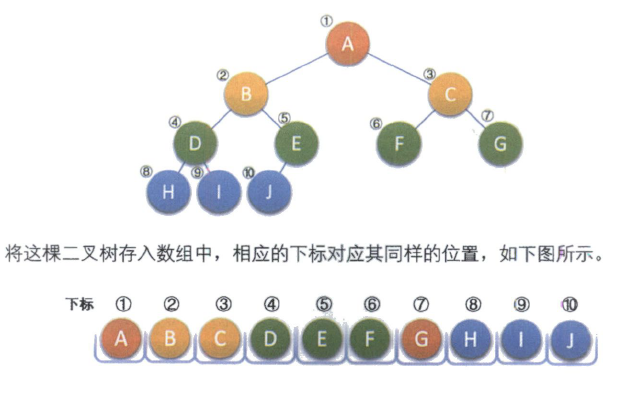 ①
A
② ③
B C
④ ⑤ ⑥ ⑦
D E F G
⑧ ⑨ ⑩
H I J
将这棵二叉树存入数组中，相应的下标对应其同样的位置，如下图所示。
下标 ① ② ③ ④ ⑤ ⑥ ⑦ ⑧ ⑨ ⑩
A B C D E F G H I J